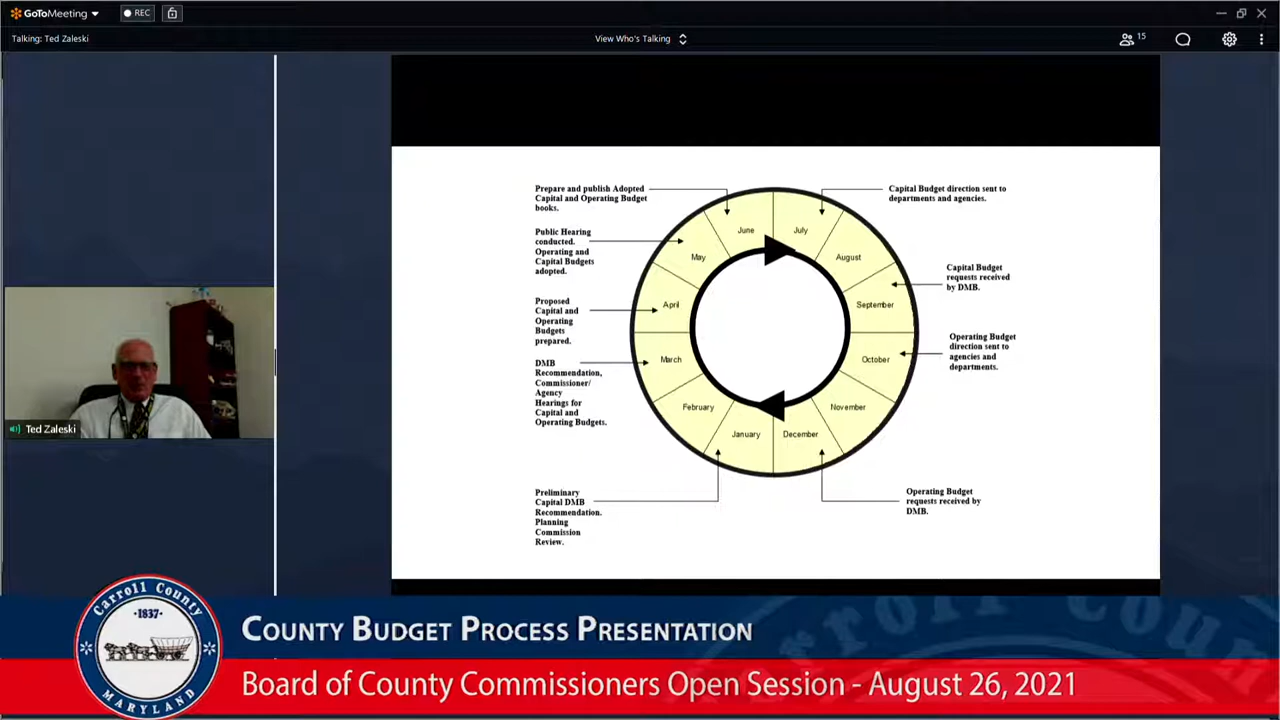 GoToMeeting
REC
Talking: Ted Zaleski
View Who's Talking
15
Prepare and publish Adopted
Capital and Operating Budget
books.
Public Hearing
conducted.
Operating and
Capital Budgets
adopted.
Proposed
Capital and
Operating
Budgets
prepared.
DMB
Recommendation,
Commissioner/
Agency
Hearings for
Capital and
Operating Budgets.
Preliminary
Capital DMB
Recommendation.
Planning
Commission
Review.
June
July
May
August
April
September
March
October
February
November
January
December
Capital Budget direction sent to
departments and agencies.
Capital Budget
requests received
by DMB.
Operating Budget
direction sent to
agencies and
departments.
Operating Budget
requests received by
DMB.
Ted Zaleski
Carroll County
·1837·
MARYLAND
COUNTY BUDGET PROCESS PRESENTATION
Board of County Commissioners Open Session - August 26, 2021